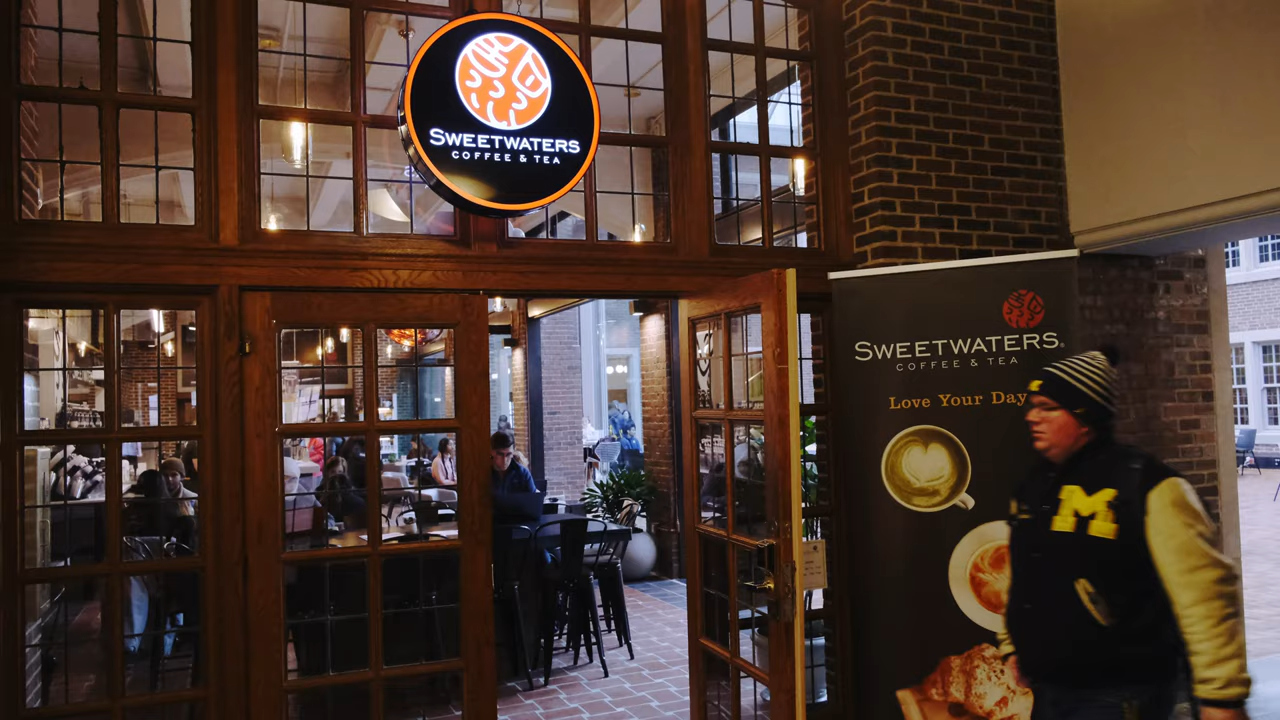 SWEETWATERS
COFFEE & TEA
SWEETWATERS®
COFFEE & TEA
Love Your Day
M